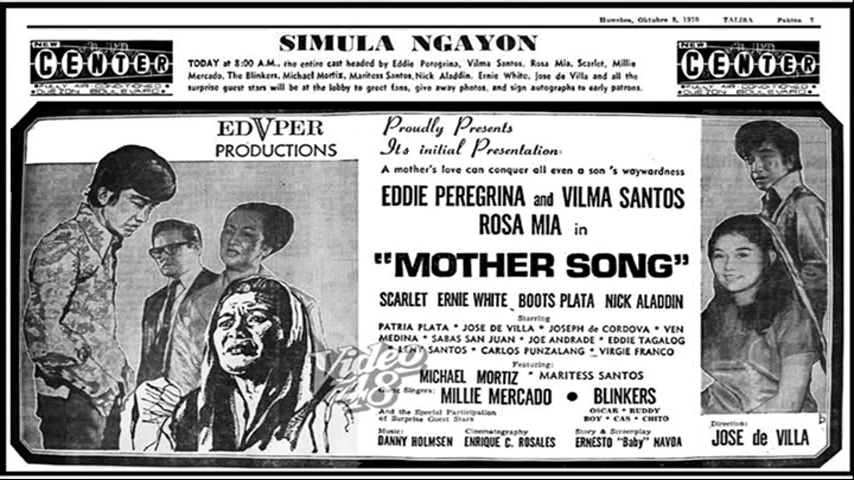 Huwebes, Oktubre 8, 1970 TALIBA Pahina 7
SIMULA NGAYON
NEW
CENTER
FULLY AIR-CONDITIONED
QUEZON BOULEVARD
TODAY at 8:00 A.M., the entire cast headed by Eddie Peregrina, Vilma Santos, Rosa Mia, Scarlet, Millie
Mercado, The Blinkers, Michael Mortiz, Maritess Santos, Nick Aladdin, Ernie White, Jose de Villa and all the
surprise guest stars will be at the lobby to greet fans, give away photos, and sign autographs to early patrons.
NEW
CENTER
FULLY AIR-CONDITIONED
QUEZON BOULEVARD
EDVPER
PRODUCTIONS
Proudly Presents
Its initial Presentation:
A mother's love can conquer all even a son's waywardness
EDDIE PEREGRINA and VILMA SANTOS
ROSA MIA in
"MOTHER SONG"
SCARLET ERNIE WHITE, BOOTS PLATA NICK ALADDIN
Starring
PATRIA PLATA * JOSE DE VILLA * JOSEPH de CORDOVA * VEN
MEDINA * SABAS SAN JUAN * JOE ANDRADE * EDDIE TAGALOG
* LENY SANTOS * CARLOS PUNZALANG * VIRGIE FRANCO
Featuring:
MICHAEL MORTIZ * MARITESS SANTOS
Guest Singers: MILLIE MERCADO • BLINKERS
OSCAR * BUDDY
BOY * CAS * CHITO
And the Special Participation
of Surprise Guest Stars
Music:
DANNY HOLMSEN
Cinematography
ENRIQUE C. ROSALES
Story & Screenplay
ERNESTO "Baby" NAVOA
Direction:
JOSE de VILLA
Video 48